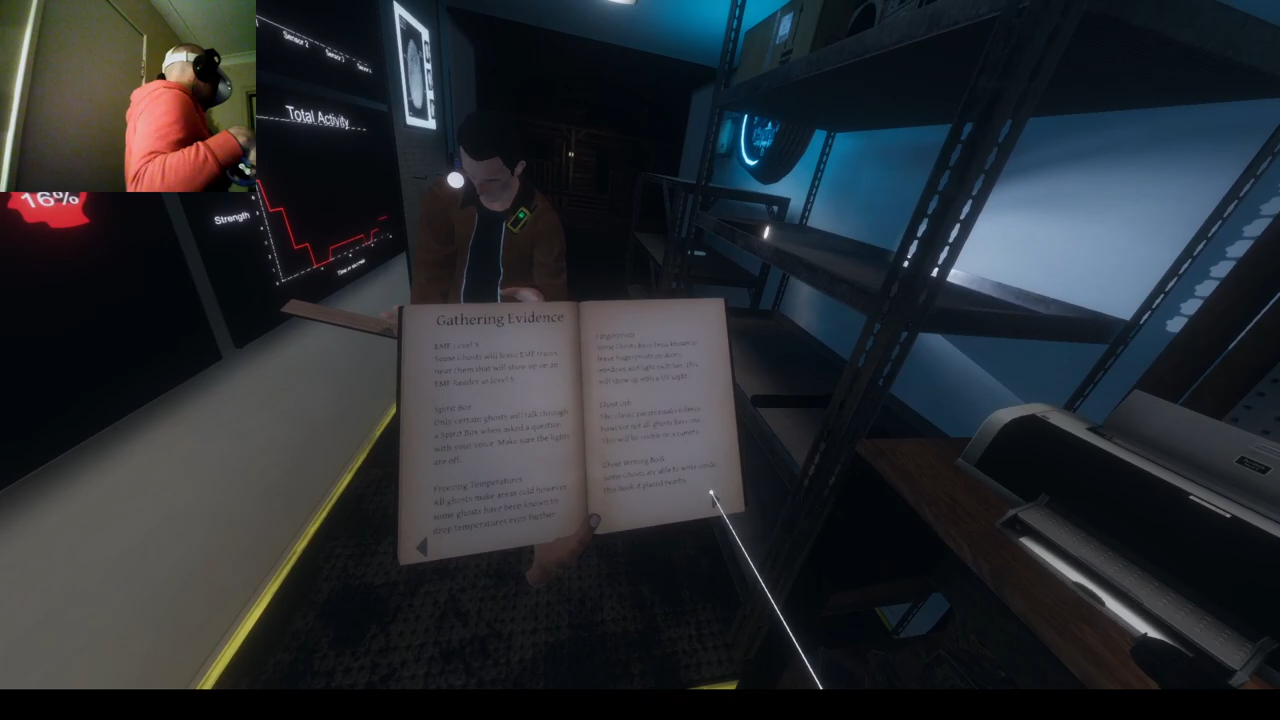 Sensor 2
Sensor 3
Total Activity
16%
Strength
Gathering Evidence
EMF Level 5
Some Ghosts will leave EMF traces
near them that will show up on an
EMF Reader as level 5.
Spirit Box
Only certain ghosts will talk through
a Spirit Box when asked a question
with your voice. Make sure the lights
are off.
Freezing Temperatures
All ghosts make areas cold however
some ghosts have been known to
drop temperatures even further.
Fingerprints
Some Ghosts have been known to
leave fingerprints on doors,
windows and light switches. This
will show up with a UV light.
Ghost Orb
The classic paranormal evidence
however not all ghosts have one.
This will be visible on a camera.
Ghost Writing Book
Some Ghosts are able to write inside
this book if placed nearby.